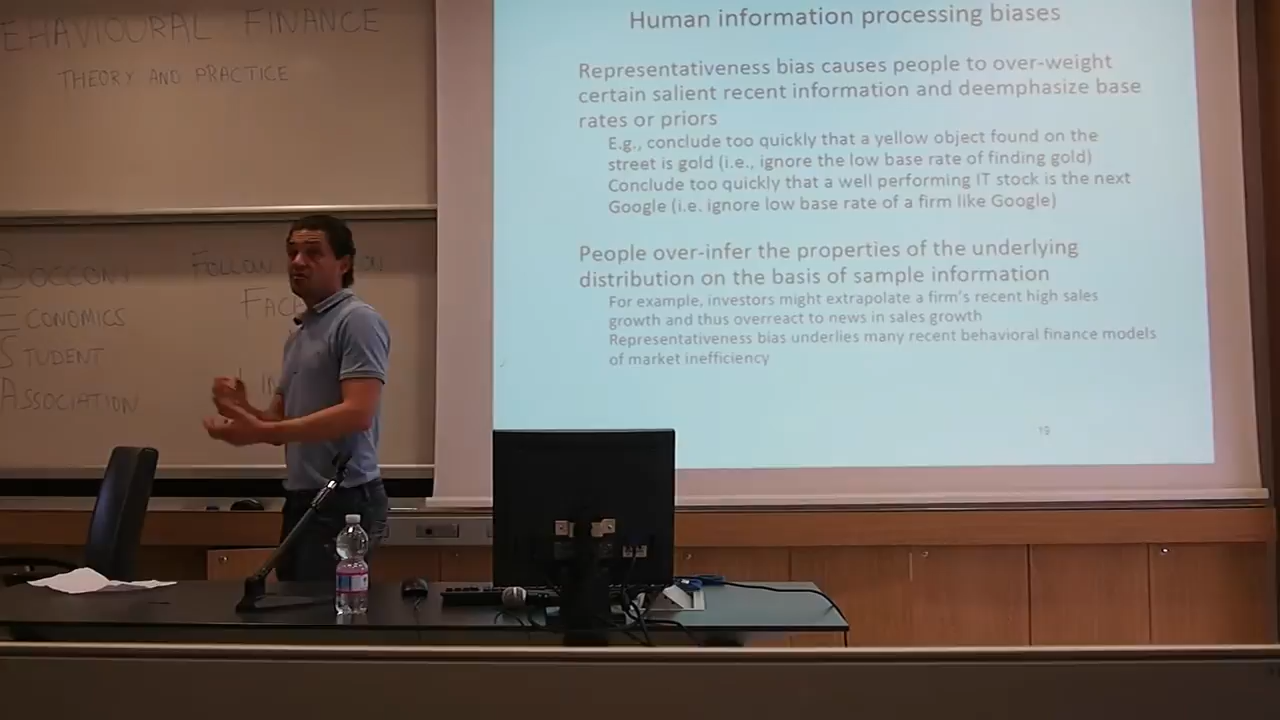 EHAVIOURAL FINANCE
THEORY AND PRACTICE
BOCCONI
ECONOMICS
STUDENT
ASSOCIATION
FOLLOW
ON
Human information processing biases
Representativeness bias causes people to over-weight
certain salient recent information and deemphasize base
rates or priors
E.g., conclude too quickly that a yellow object found on the
street is gold (i.e., ignore the low base rate of finding gold)
Conclude too quickly that a well performing IT stock is the next
Google (i.e. ignore low base rate of a firm like Google)
People over-infer the properties of the underlying
distribution on the basis of sample information
For example, investors might extrapolate a firm's recent high sales
growth and thus overreact to news in sales growth
Representativeness bias underlies many recent behavioral finance models
of market inefficiency
19